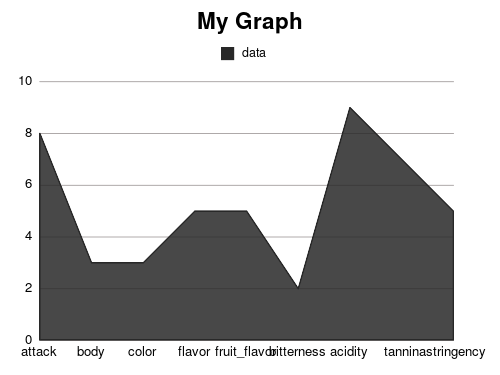 My Graph
data
10
8
6
4
2
0
attack body color flavor fruit_flavor bitterness acidity tannin astringency